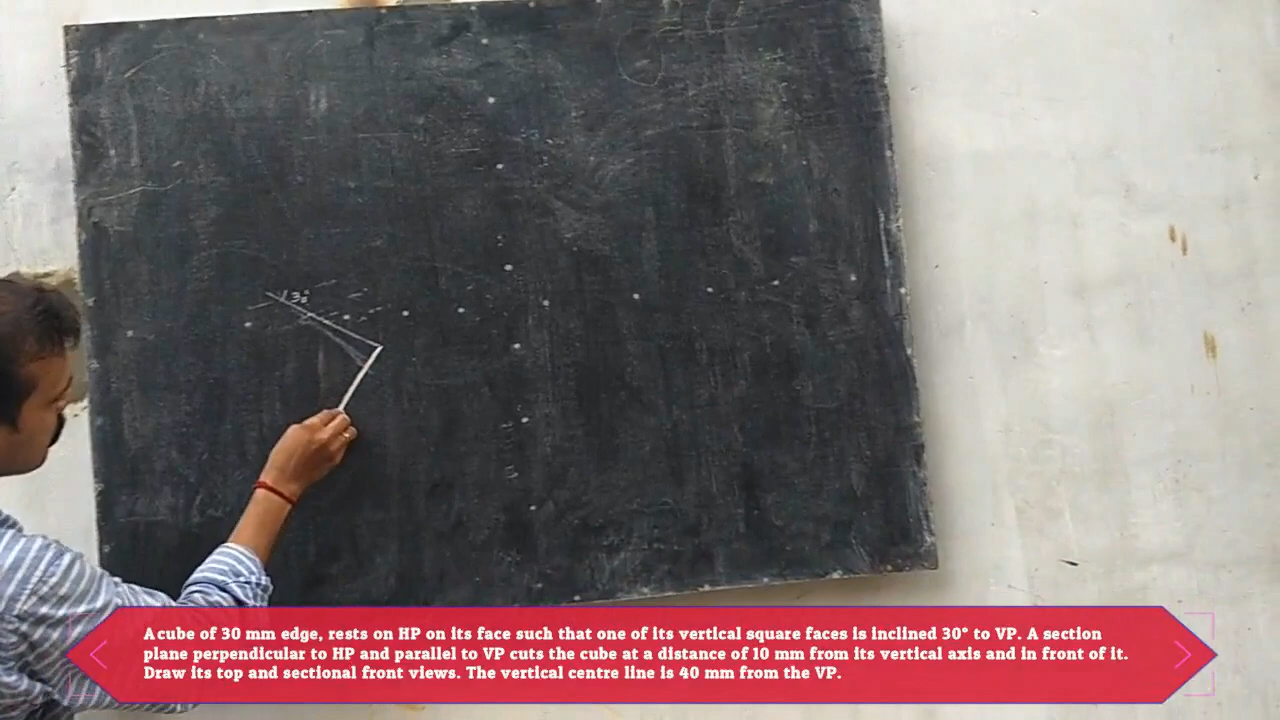 30°
A cube of 30 mm edge, rests on HP on its face such that one of its vertical square faces is inclined 30° to VP. A section
plane perpendicular to HP and parallel to VP cuts the cube at a distance of 10 mm from its vertical axis and in front of it.
Draw its top and sectional front views. The vertical centre line is 40 mm from the VP.